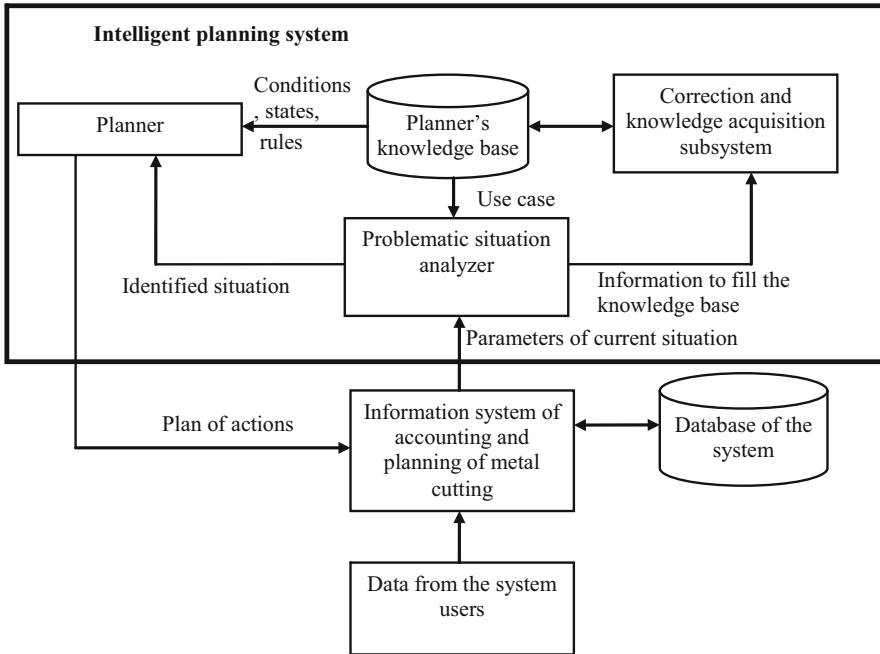 Intelligent planning system
Conditions
, states,
rules
Planner
Planner’s
knowledge base
Correction and
knowledge acquisition
subsystem
Use case
Problematic situation
analyzer
Identified situation
Information to fill the
knowledge base
Parameters of current situation
Plan of actions
Information system of
accounting and
planning of metal
cutting
Database of the
system
Data from the system
users